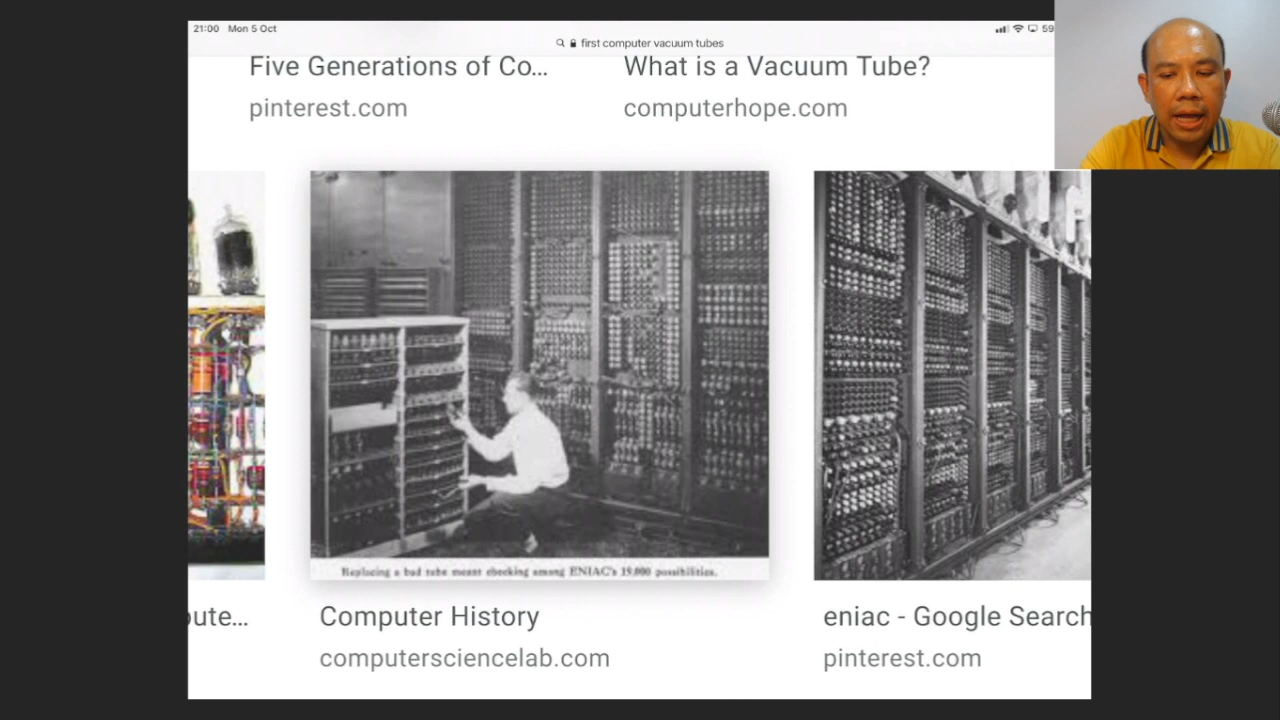 21:00 Mon 5 Oct
59
first computer vacuum tubes
Five Generations of Co...
What is a Vacuum Tube?
pinterest.com
computerhope.com
Replacing a bad tube meant checking among ENIAC's 19,000 possibilities.
oute...
Computer History
eniac - Google Search
computersciencelab.com
pinterest.com